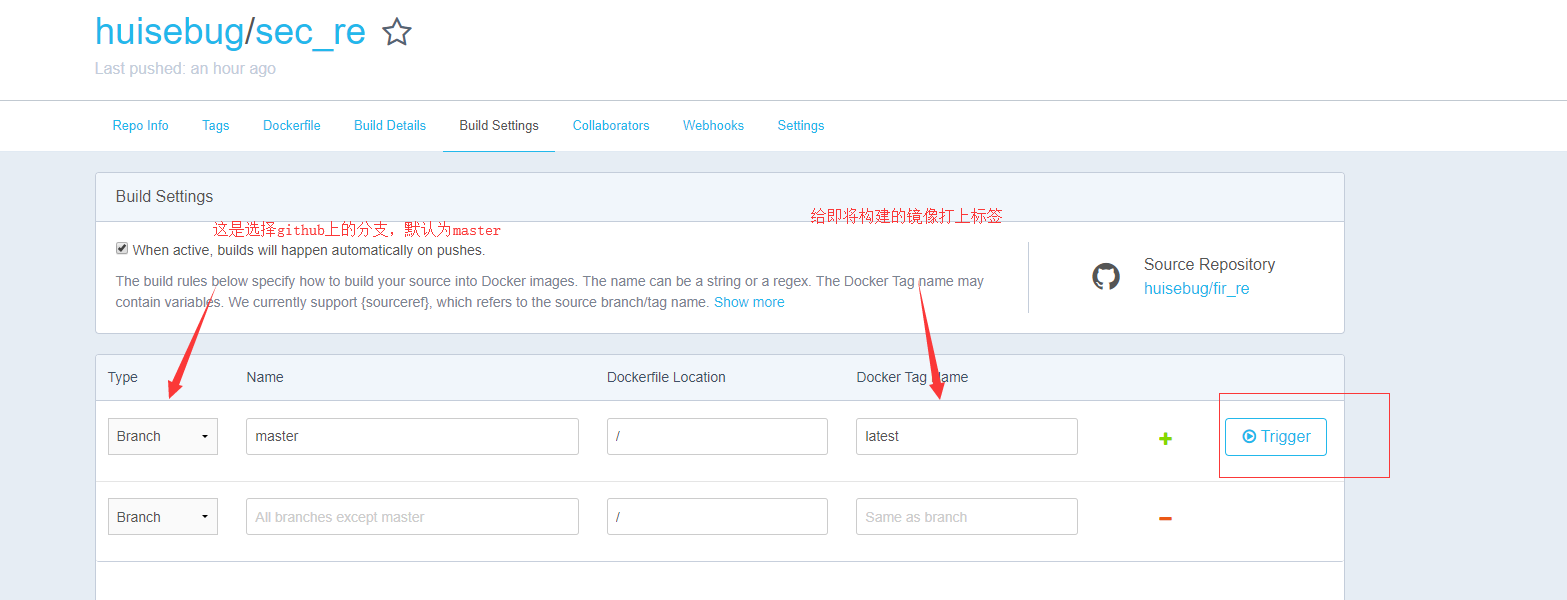 huisebug/sec_re
Last pushed: an hour ago
Repo Info Tags Dockerfile Build Details Build Settings Collaborators Webhooks Settings
Build Settings
给即将构建的镜像打上标签
这是选择github上的分支，默认为master
When active, builds will happen automatically on pushes.
The build rules below specify how to build your source into Docker images. The name can be a string or a regex. The Docker Tag name may
contain variables. We currently support {sourceref}, which refers to the source branch/tag name. Show more
Source Repository
huisebug/fir_re
Type Name Dockerfile Location Docker Tag Name
Branch master / latest Trigger
Branch All branches except master / Same as branch